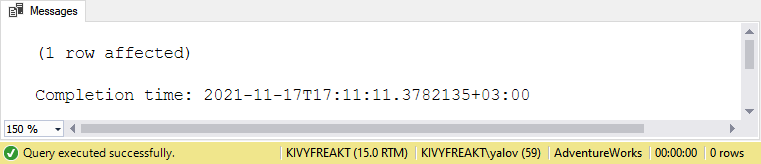 Messages
(1 row affected)
Completion time: 2021-11-17T17:11:11.3782135+03:00
150 %
Query executed successfully. KIVYFREAKT (15.0 RTM) KIVYFREAKT\yalov (59) AdventureWorks 00:00:00 0 rows